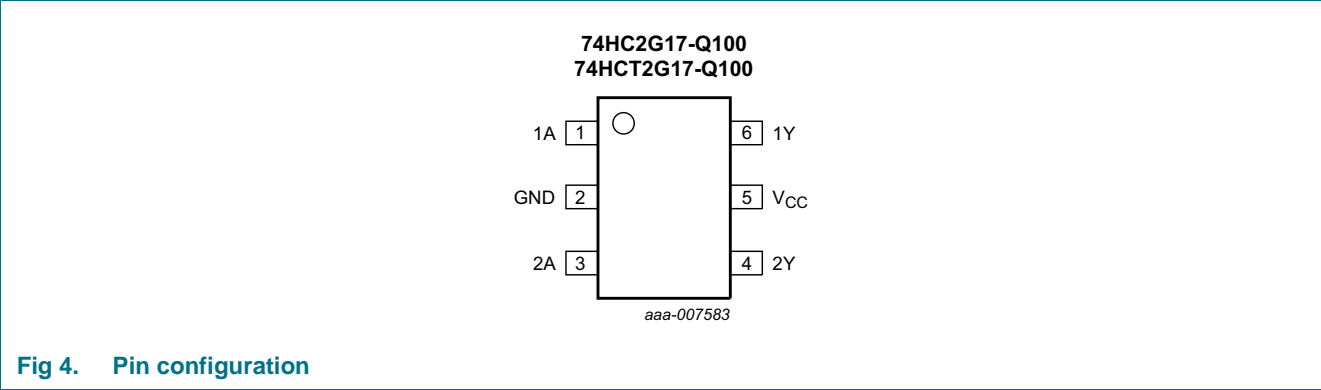 74HC2G17-Q100
74HCT2G17-Q100
1A 1 6 1Y
GND 2 5 VCC
2A 3 4 2Y
aaa-007583
Fig 4. Pin configuration